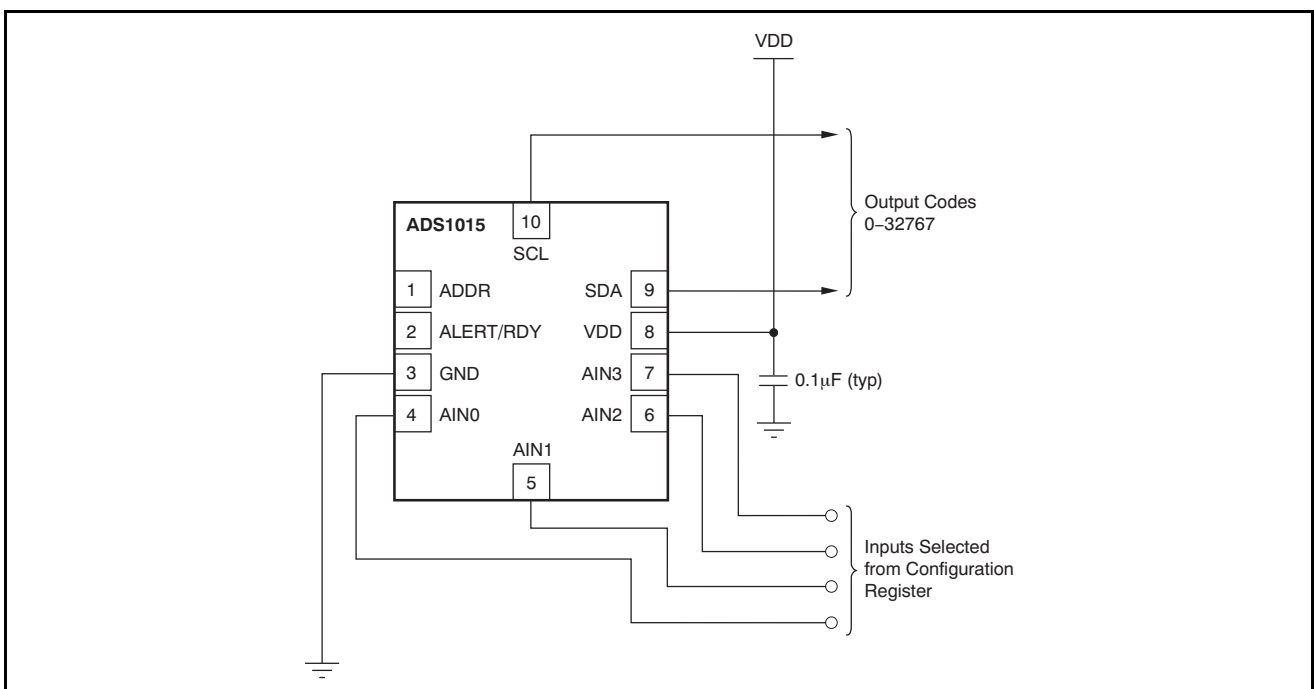 VDD
Output Codes
0–32767
ADS1015
10
SCL
1 ADDR
SDA 9
2 ALERT/RDY
VDD 8
3 GND
AIN3 7
0.1μF (typ)
4 AIN0
AIN2 6
AIN1
5
Inputs Selected
from Configuration
Register